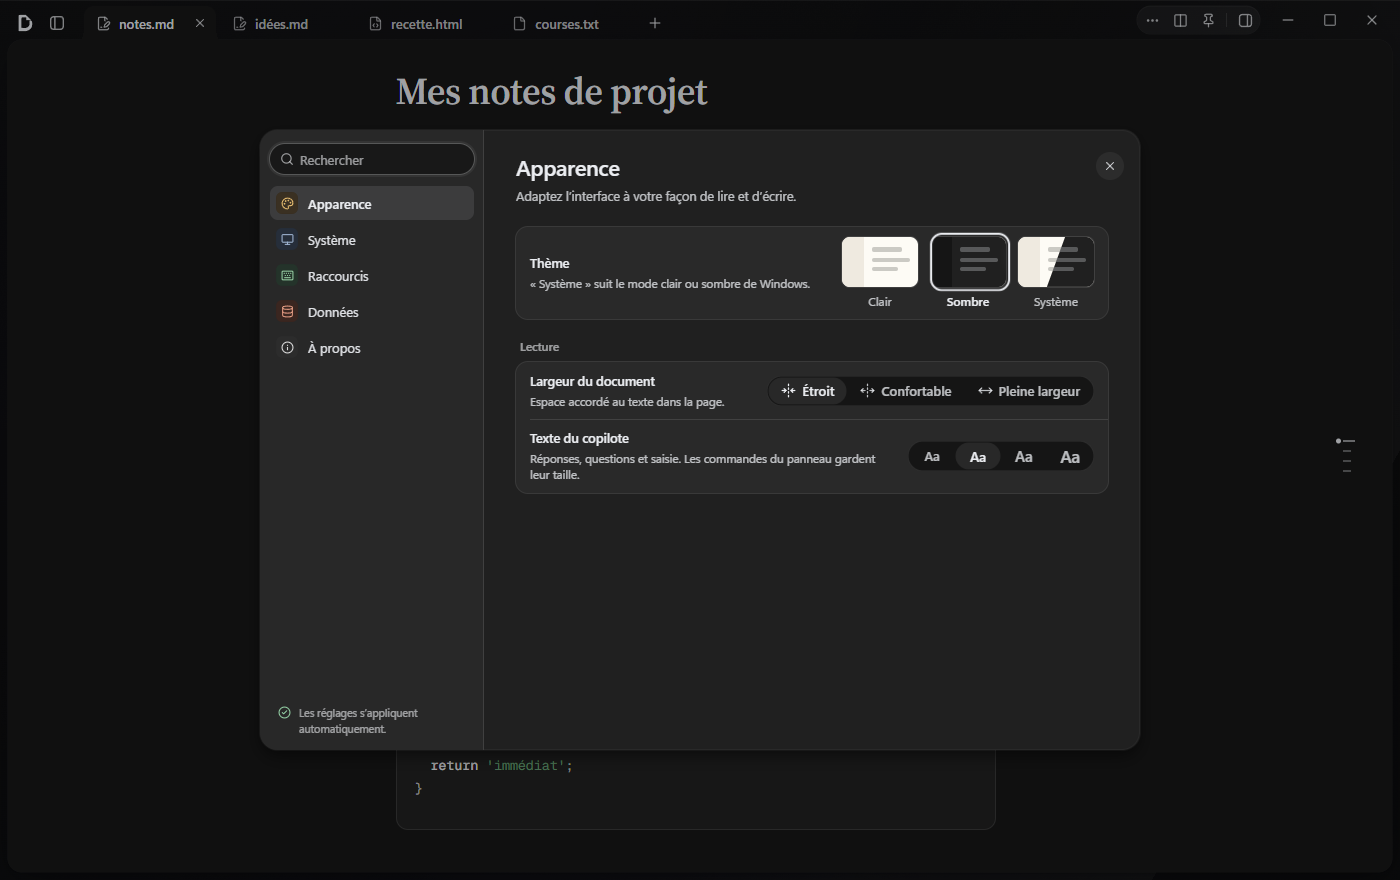 notes.md
idées.md
recette.html
courses.txt
Mes notes de projet
Rechercher
Apparence
Système
Raccourcis
Données
À propos
Les réglages s'appliquent
automatiquement.
Apparence
Adaptez l'interface à votre façon de lire et d'écrire.
Thème
« Système » suit le mode clair ou sombre de Windows.
Clair
Sombre
Système
Lecture
Largeur du document
Espace accordé au texte dans la page.
Étroit
Confortable
Pleine largeur
Texte du copilote
Réponses, questions et saisie. Les commandes du panneau gardent
leur taille.
Aa
Aa
Aa
Aa
return 'immédiat';
}